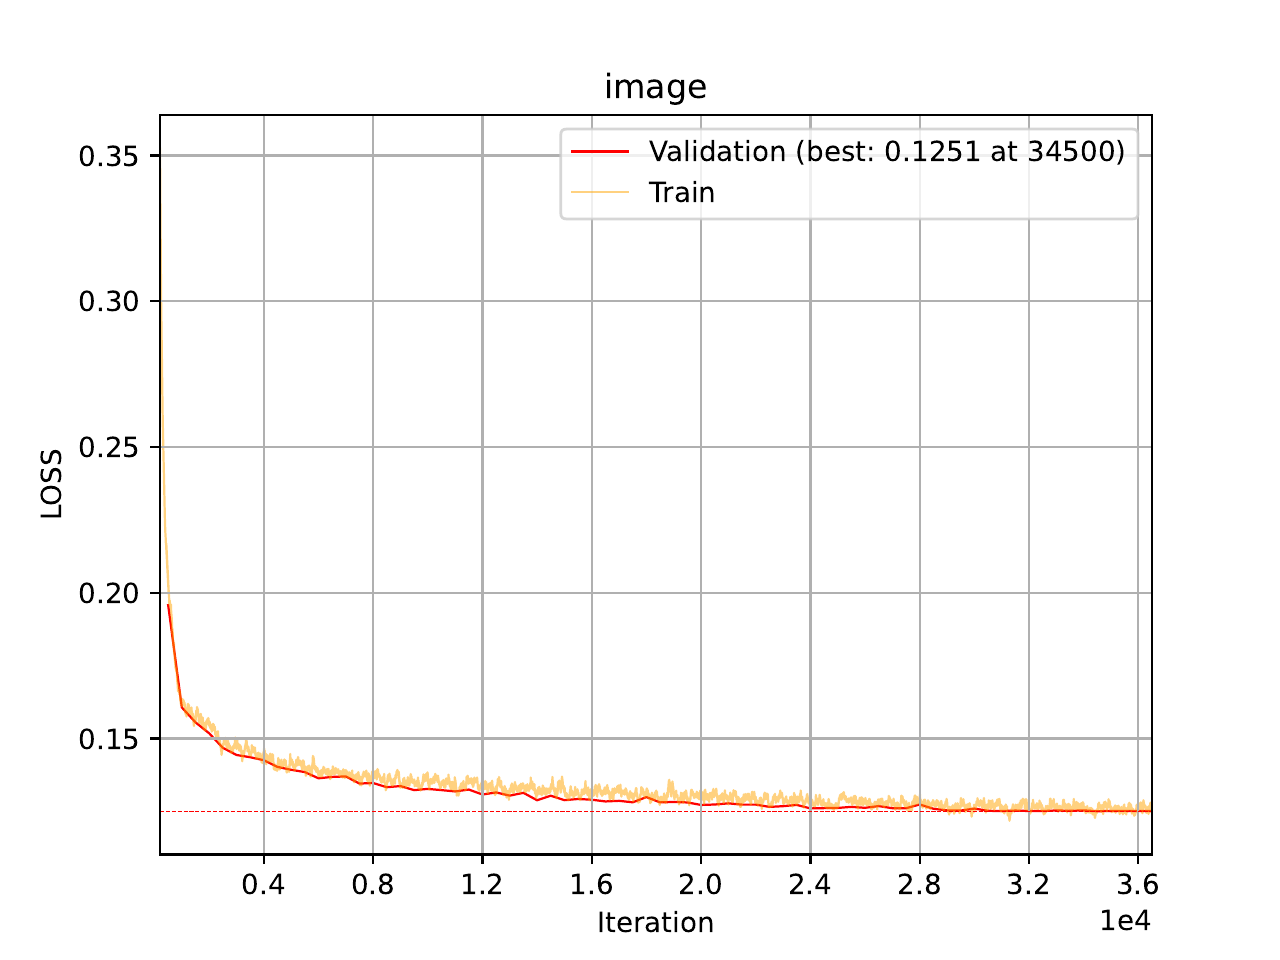 image
Validation (best: 0.1251 at 34500)
Train
LOSS
0.35
0.30
0.25
0.20
0.15
0.4 0.8 1.2 1.6 2.0 2.4 2.8 3.2 3.6
1e4
Iteration